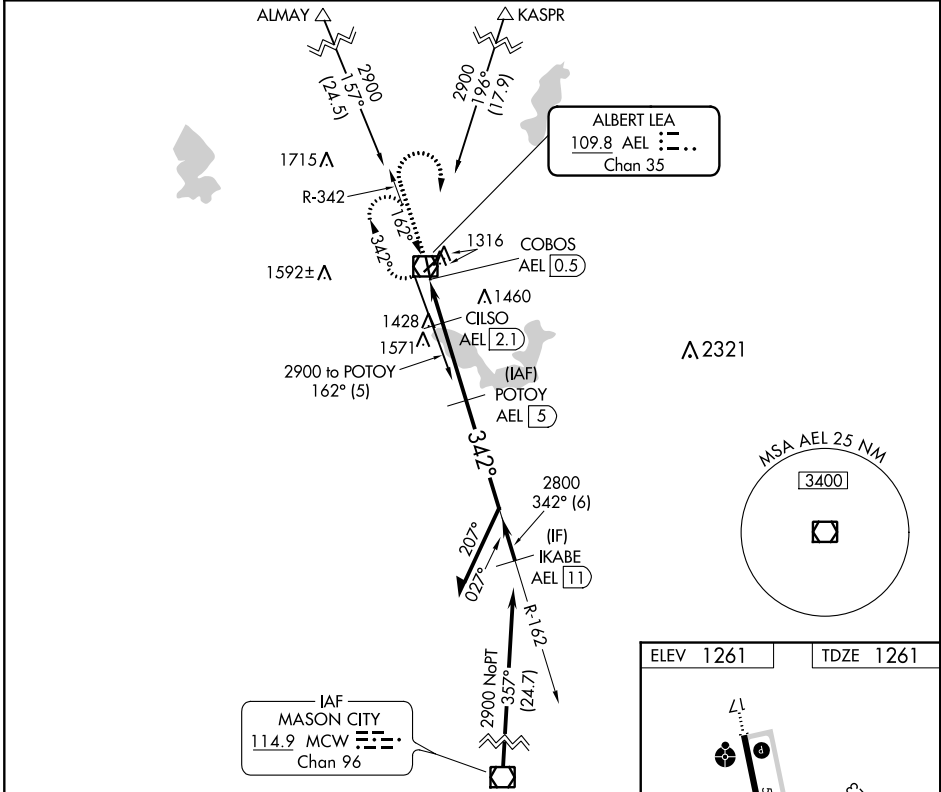 ALMAY
KASPR
2900
157°
(24.5)
2900
196°
(17.9)
ALBERT LEA
109.8 AEL
Chan 35
1715
R-342
162°
342°
1316
COBOS
AEL 0.5
1592±
1460
1428
CILSO
AEL 2.1
1571
2321
2900 to POTOY
162° (5)
(IAF)
POTOY
AEL 5
342°
MSA AEL 25 NM
3400
2800
342° (6)
207°
027°
(IF)
IKABE
AEL 11
R-162
2900 NoPT
357°
(24.7)
IAF
MASON CITY
114.9 MCW
Chan 96
ELEV 1261
TDZE 1261
17
P